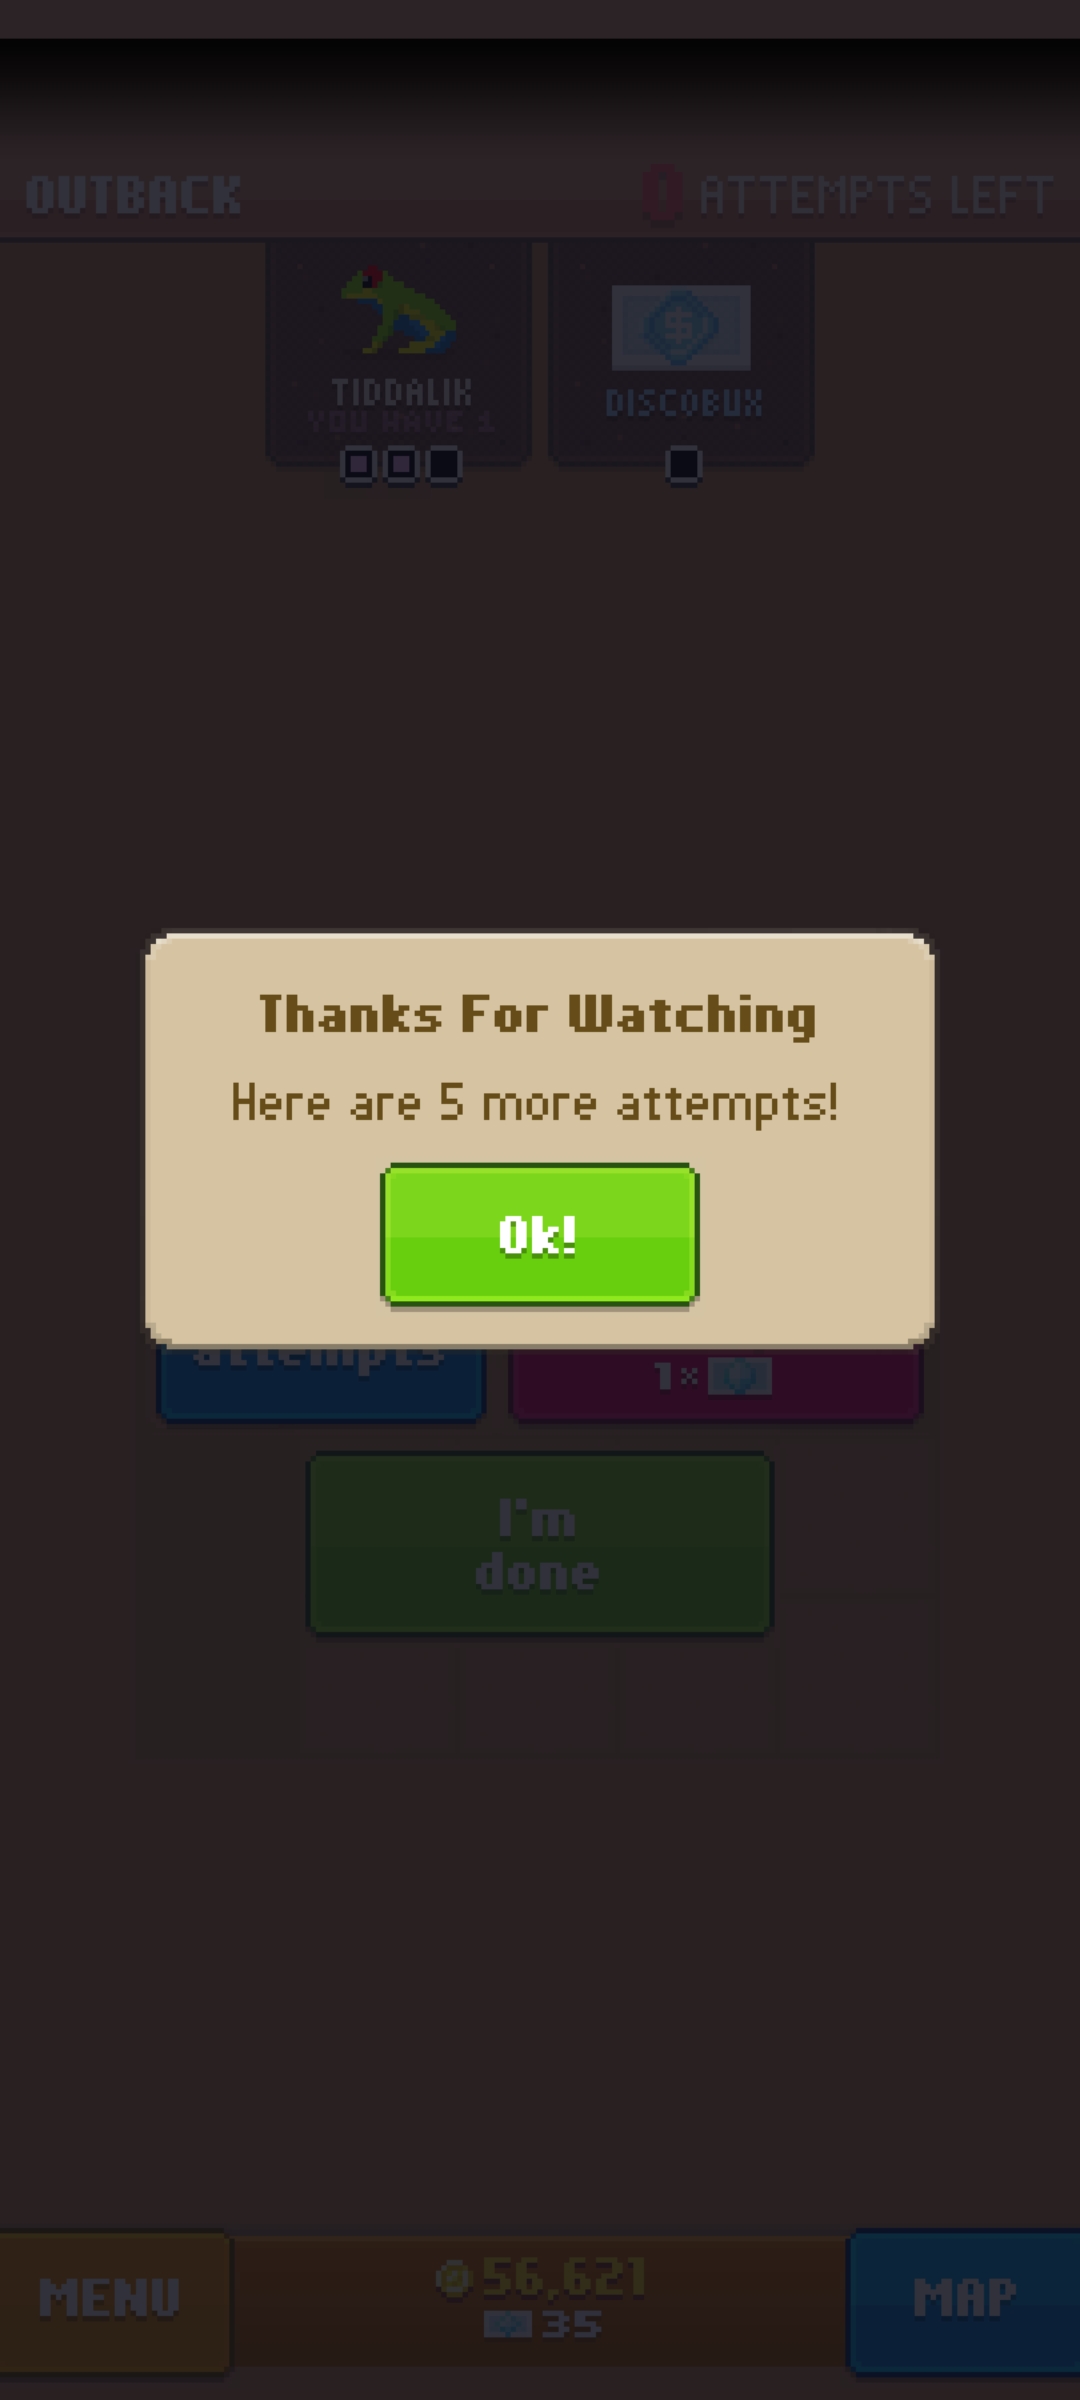 OUTBACK
0 ATTEMPTS LEFT
TIDDALIK
YOU HAVE 1
$
DISCOBUX
Thanks For Watching
Here are 5 more attempts!
Ok!
attempts
1×
I'm
done
MENU
56,621
35
MAP